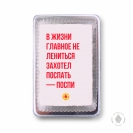 В ЖИЗНИ
ГЛАВНОЕ НЕ
ЛЕНИТЬСЯ
ЗАХОТЕЛ
ПОСПАТЬ
— ПОСПИ